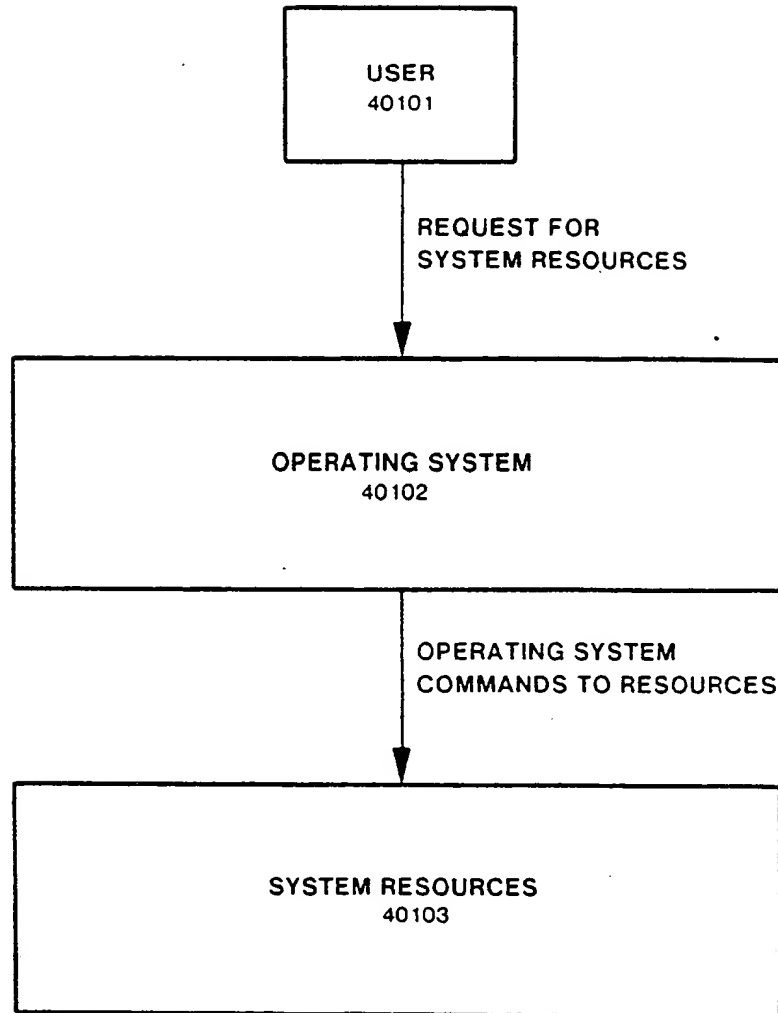 USER
40101
REQUEST FOR
SYSTEM RESOURCES
OPERATING SYSTEM
40102
OPERATING SYSTEM
COMMANDS TO RESOURCES
SYSTEM RESOURCES
40103